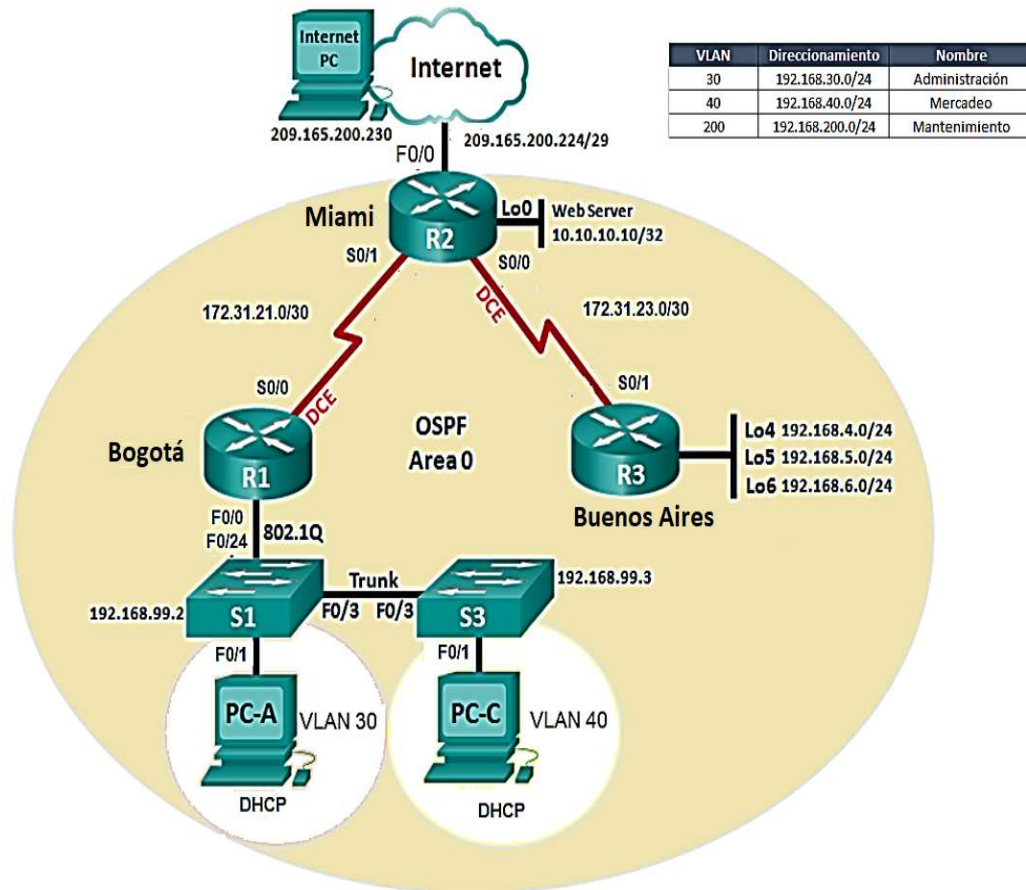 Internet
PC
Internet
209.165.200.230
209.165.200.224/29
F0/0
VLAN Direccionamiento Nombre
30 192.168.30.0/24 Administración
40 192.168.40.0/24 Mercadeo
200 192.168.200.0/24 Mantenimiento
Miami
R2
Lo0
Web Server
10.10.10.10/32
S0/1
S0/0
DCE
172.31.21.0/30
172.31.23.0/30
S0/0
DCE
S0/1
Bogotá
R1
OSPF
Area 0
R3
Buenos Aires
Lo4 192.168.4.0/24
Lo5 192.168.5.0/24
Lo6 192.168.6.0/24
F0/0
F0/24
802.1Q
192.168.99.2
S1
Trunk
F0/3 F0/3
S3
192.168.99.3
F0/1
F0/1
PC-A
VLAN 30
DHCP
PC-C
VLAN 40
DHCP